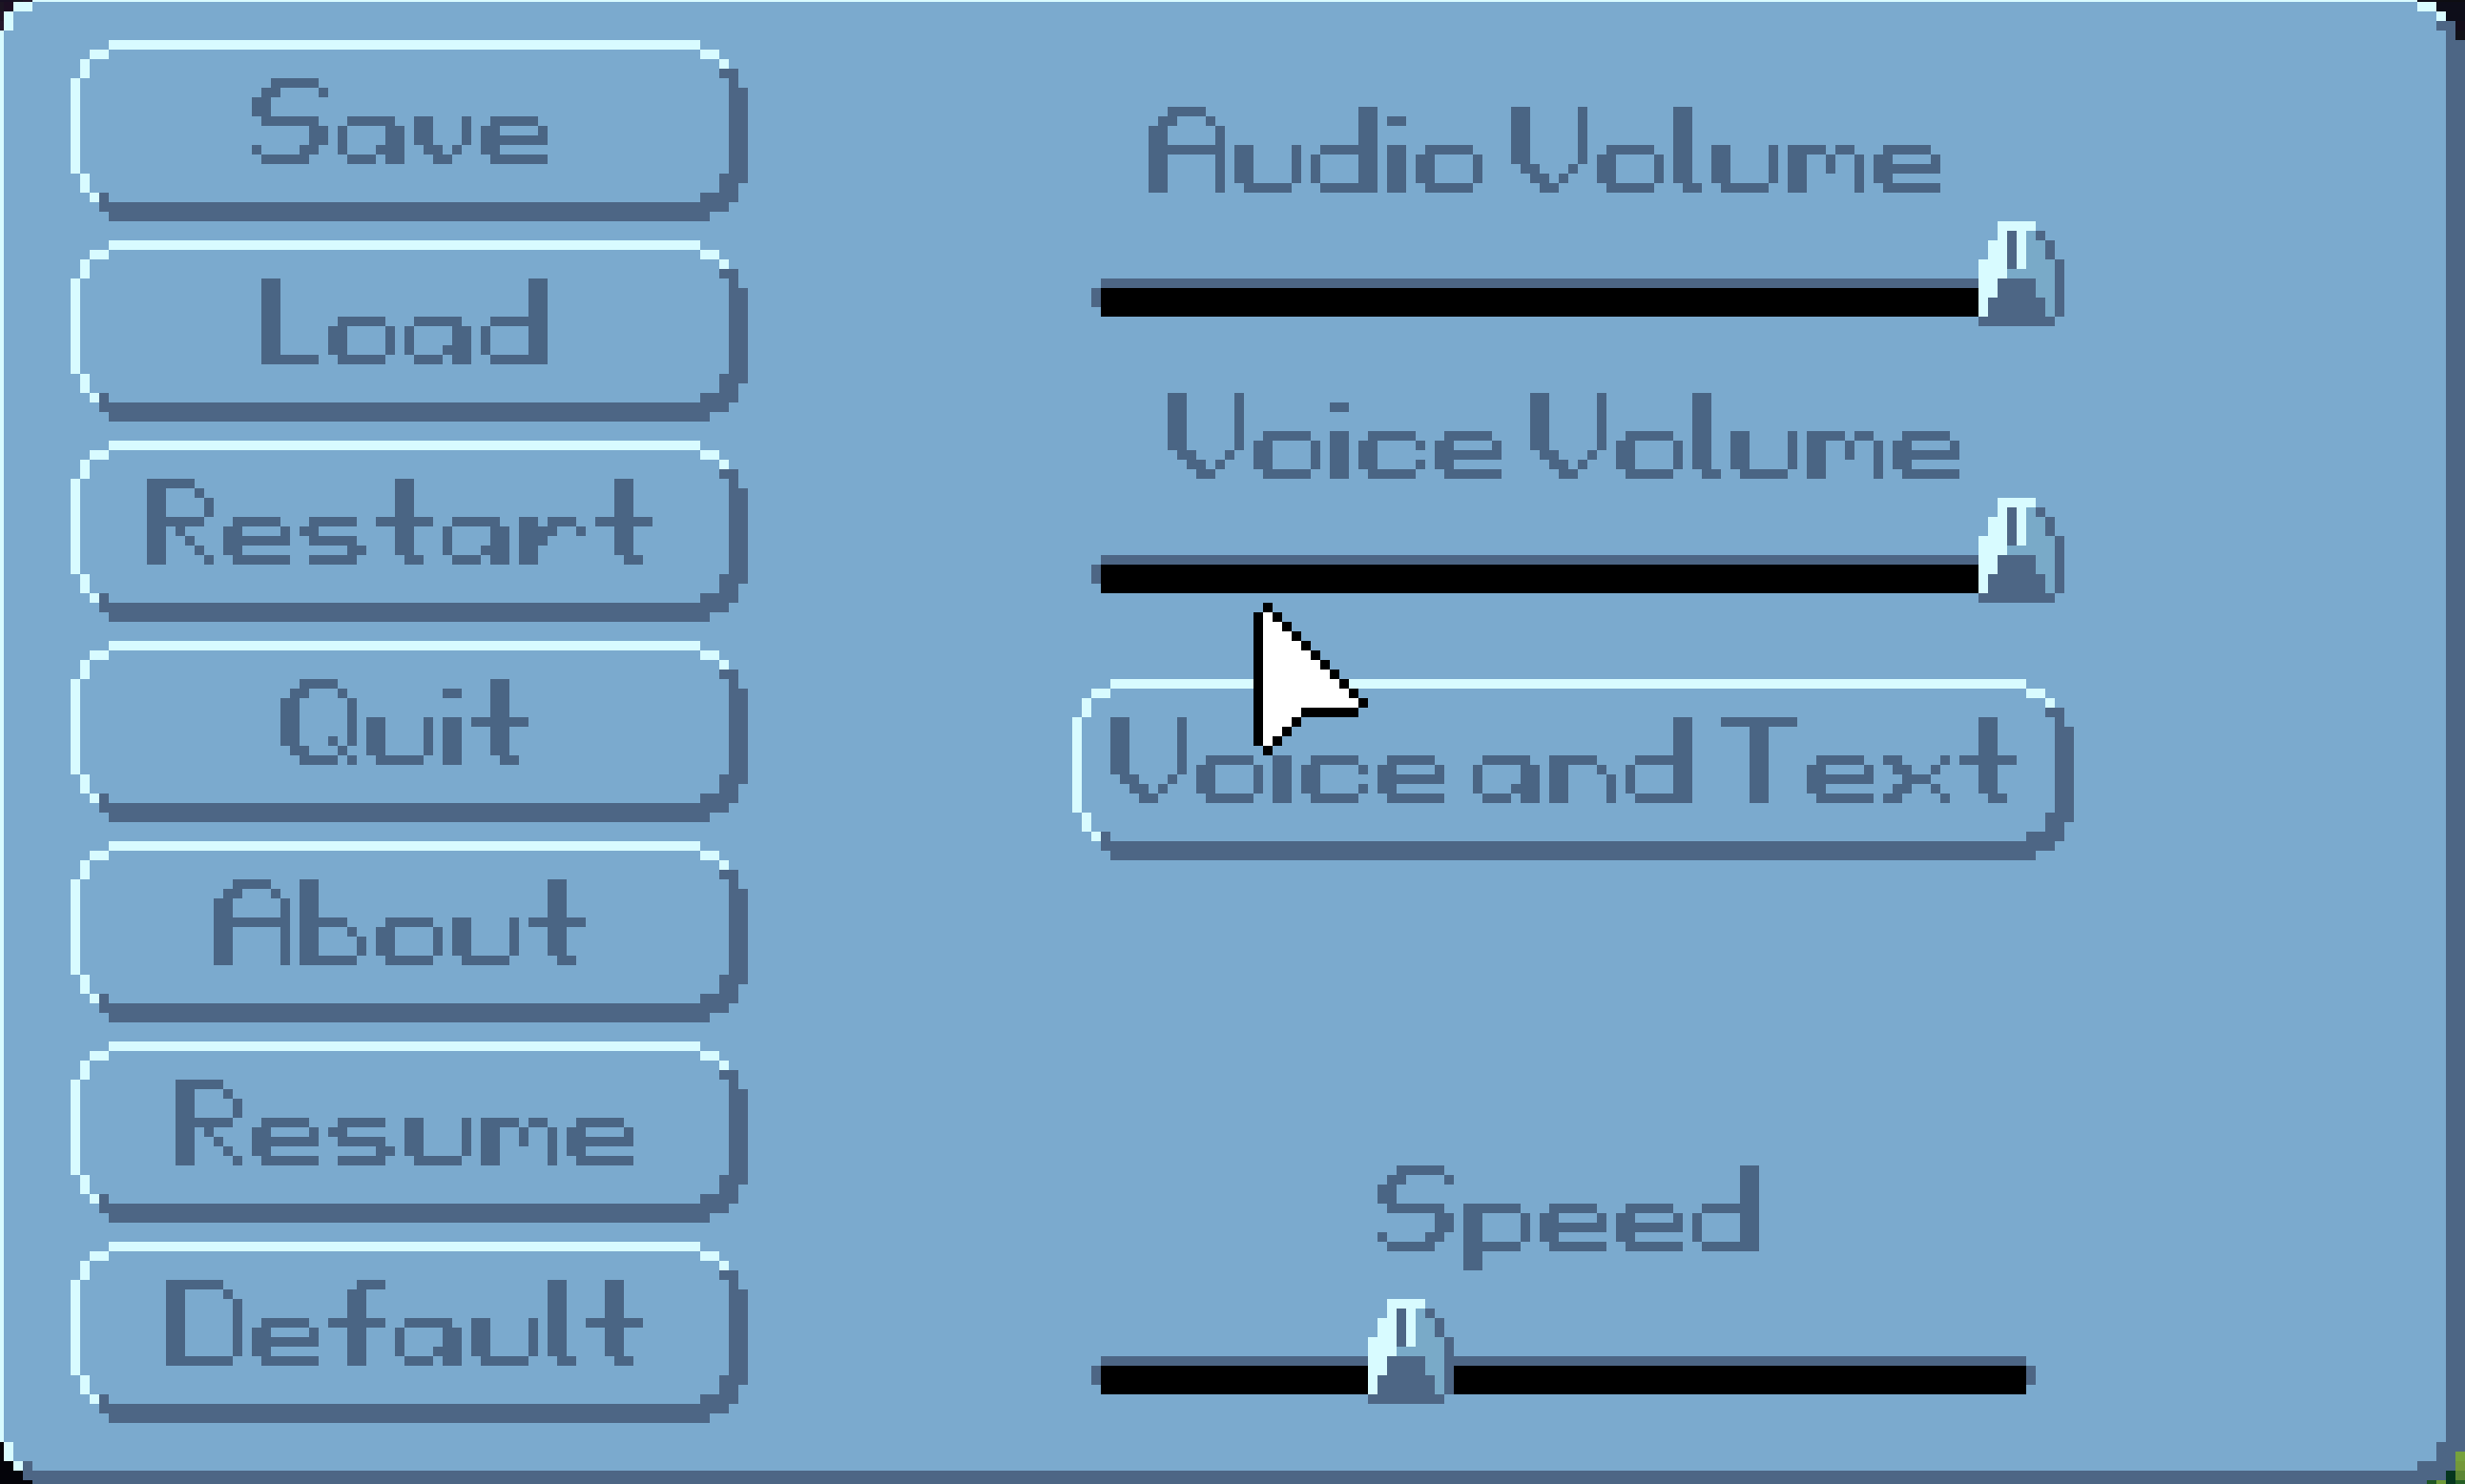 Save
Load
Restart
Quit
About
Resume
Default
Audio Volume
Voice Volume
Voice and Text
Speed